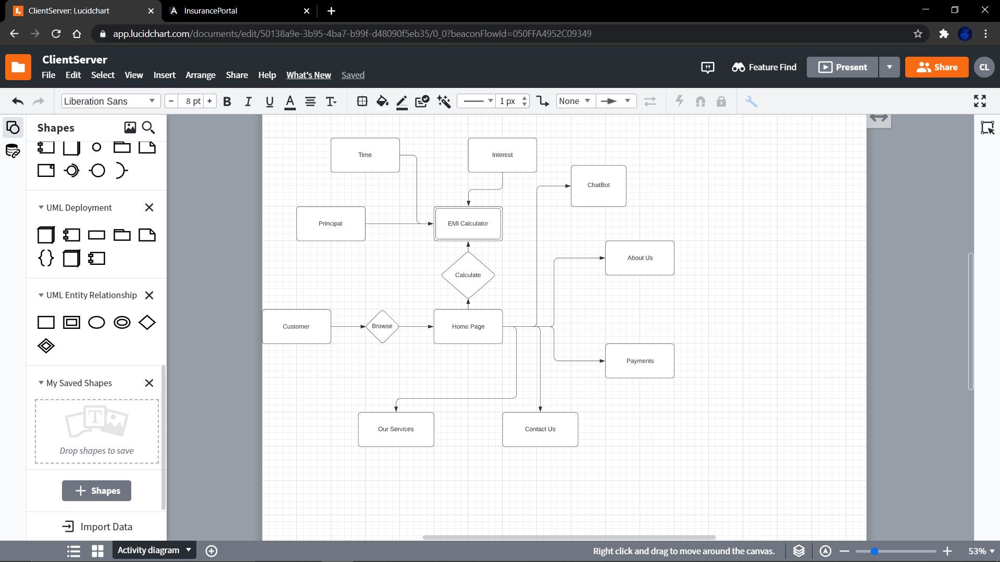 ClientServer: Lucidchart
InsurancePortal
app.lucidchart.com/documents/edit/50138a9e-3b95-4ba7-b99f-d48090f5eb35/0_0?beaconFlowId=050FFA4952C09349
ClientServer
File Edit Select View Insert Arrange Share Help What's New Saved
Feature Find
Present
Share
CL
Liberation Sans
- 8 pt +
B I U A T
1 px
None
Shapes
UML Deployment
{}
UML Entity Relationship
My Saved Shapes
T
Drop shapes to save
+ Shapes
Import Data
Time
Interest
ChatBot
Principal
EMI Calculator
About Us
Calculate
Customer
Browse
Home Page
Payments
Our Services
Contact Us
Activity diagram
Right click and drag to move around the canvas.
53%